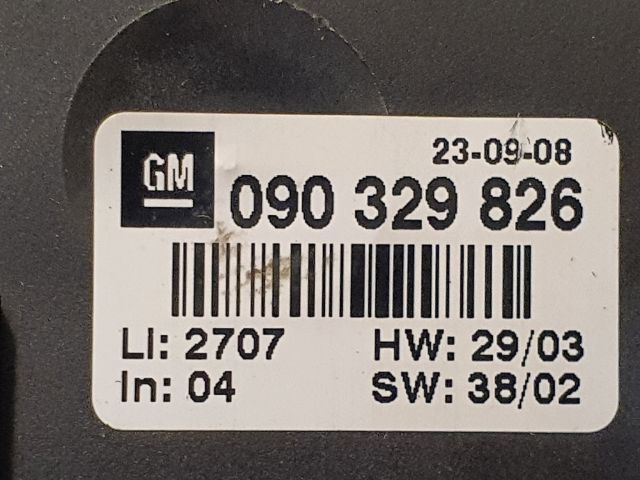 23-09-08
GM
090 329 826
LI: 2707 HW: 29/03
In: 04 SW: 38/02